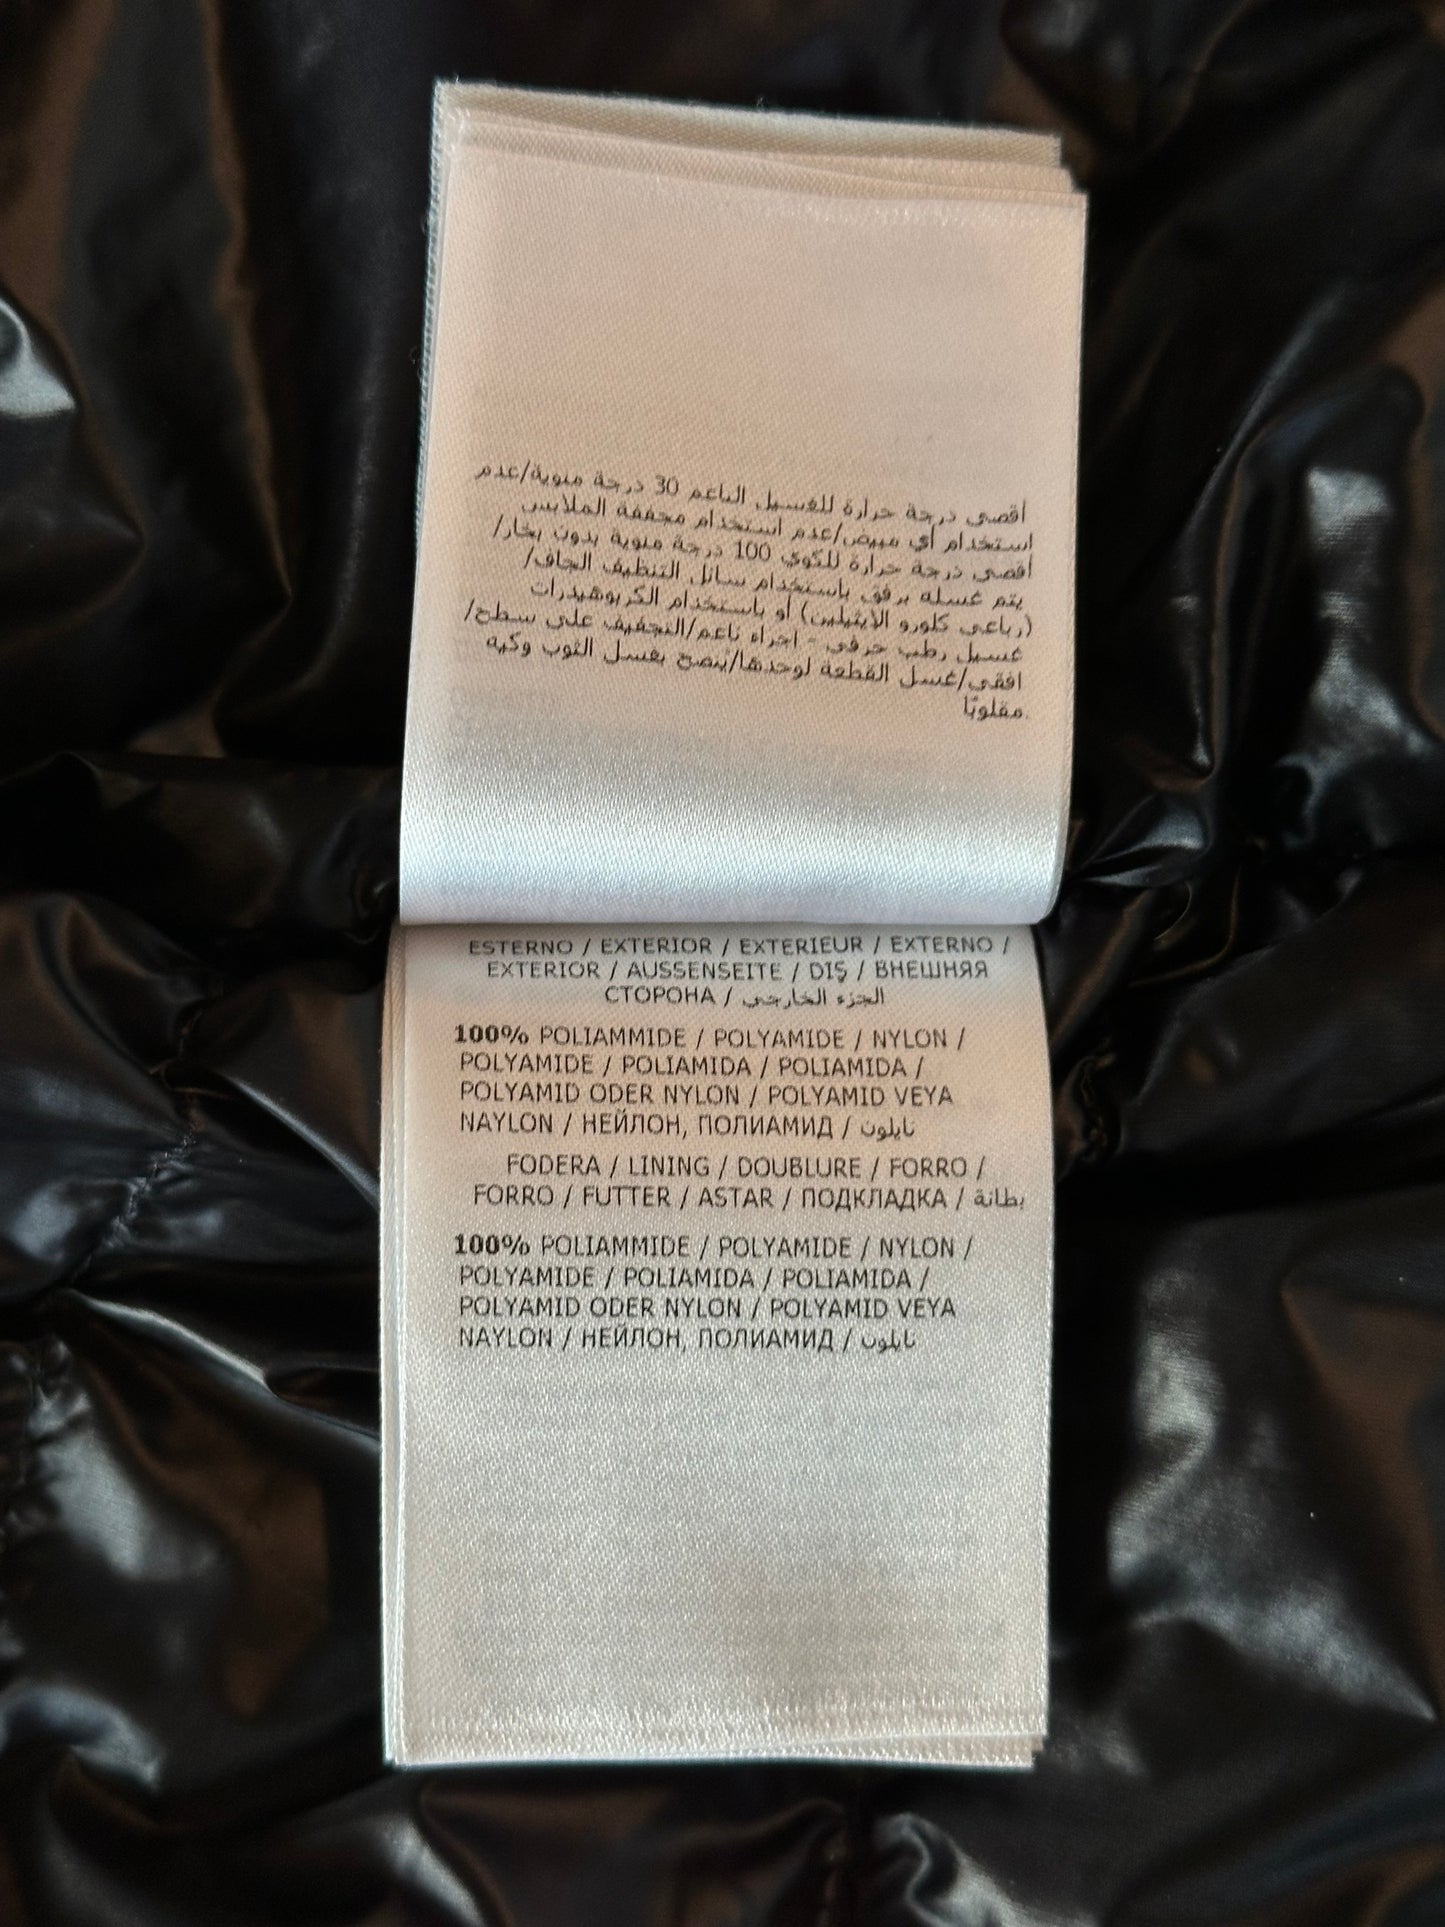 أقصى درجة حرارة للغسيل الناعم 30 درجة مئوية/عدم
استخدام أي مبيض/عدم استخدام مجففة الملابس
أقصى درجة حرارة للكوي 100 درجة مئوية بدون بخار/
يتم غسله برفق باستخدام سائل التنظيف الجاف/
(رباعي كلورو الايثيلين) أو باستخدام الكربوهيدرات
غسيل رطب حرفي - اجراء ناعم/التجفيف على سطح/
افقي/غسل القطعة لوحدها/يُنصح بغسل الثوب وكيه
مقلوبًا.
ESTERNO / EXTERIOR / EXTERIEUR / EXTERNO /
EXTERIOR / AUSSENSEITE / DIŞ / ВНЕШНЯЯ
СТОРОНА / الجزء الخارجي
100% POLIAMMIDE / POLYAMIDE / NYLON /
POLYAMIDE / POLIAMIDA / POLIAMIDA /
POLYAMID ODER NYLON / POLYAMID VEYA
NAYLON / НЕЙЛОН, ПОЛИАМИД / نايلون
FODERA / LINING / DOUBLURE / FORRO /
FORRO / FUTTER / ASTAR / ПОДКЛАДКА / بطانة
100% POLIAMMIDE / POLYAMIDE / NYLON /
POLYAMIDE / POLIAMIDA / POLIAMIDA /
POLYAMID ODER NYLON / POLYAMID VEYA
NAYLON / НЕЙЛОН, ПОЛИАМИД / نايلون